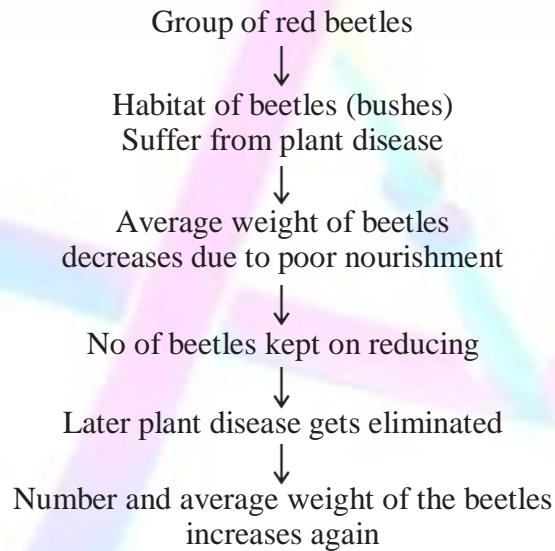 Group of red beetles
↓
Habitat of beetles (bushes)
Suffer from plant disease
↓
Average weight of beetles
decreases due to poor nourishment
↓
No of beetles kept on reducing
↓
Later plant disease gets eliminated
↓
Number and average weight of the beetles
increases again